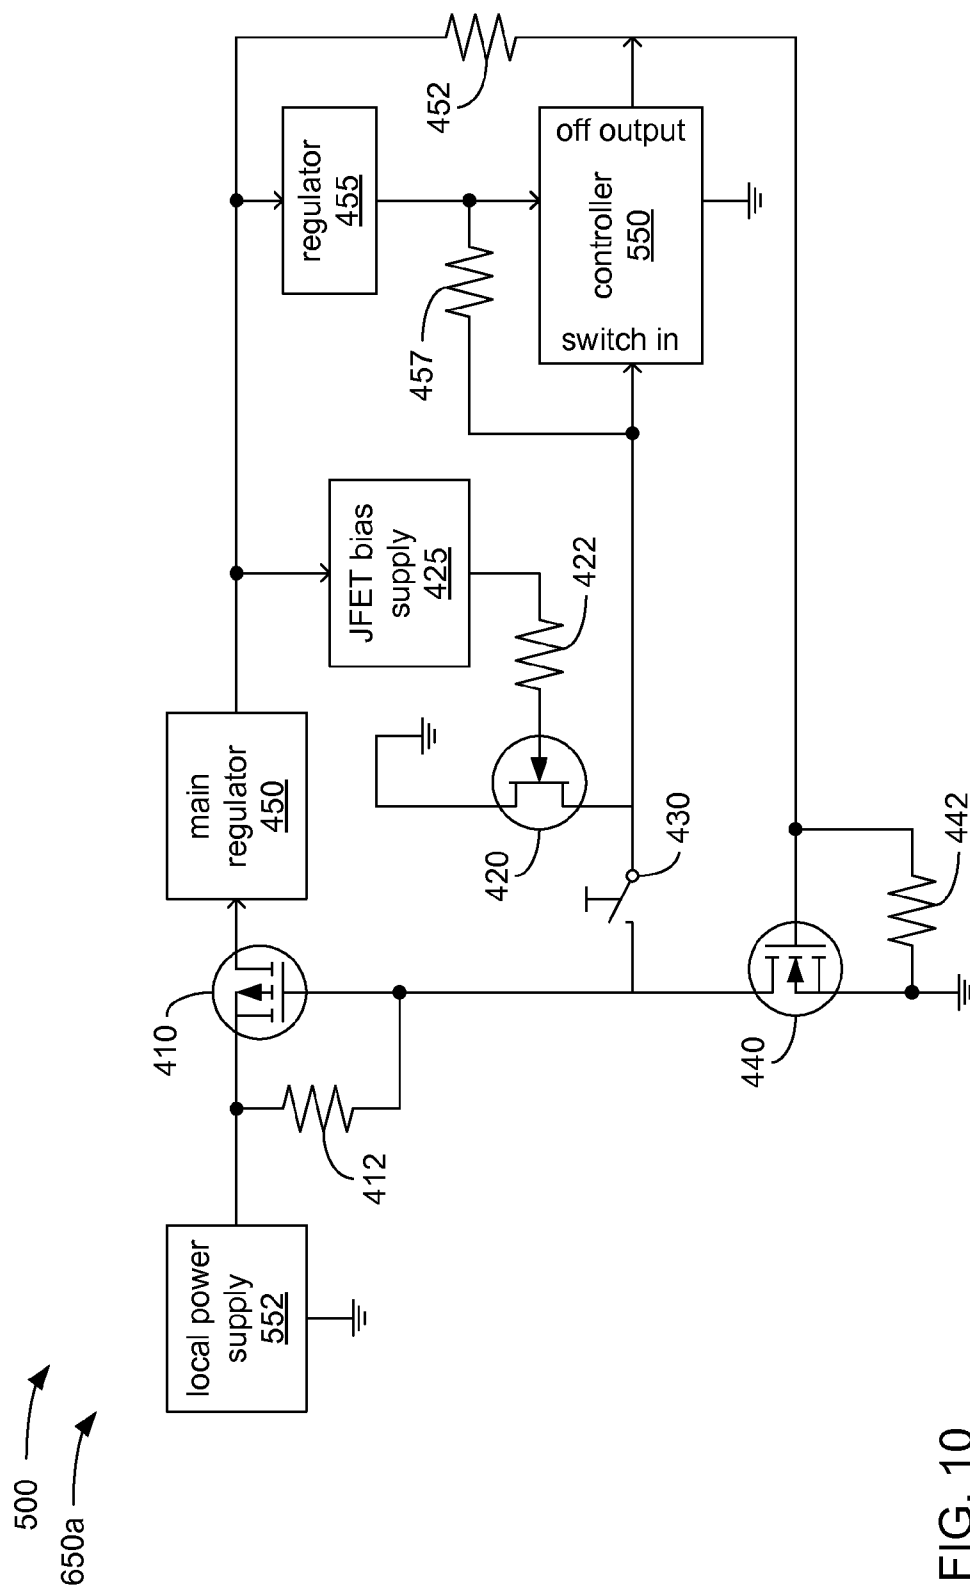 500
650a
local power
supply
552
412
410
main
regulator
450
JFET bias
supply
425
regulator
455
452
457
off output
controller
550
switch in
422
420
430
440
442
FIG. 10